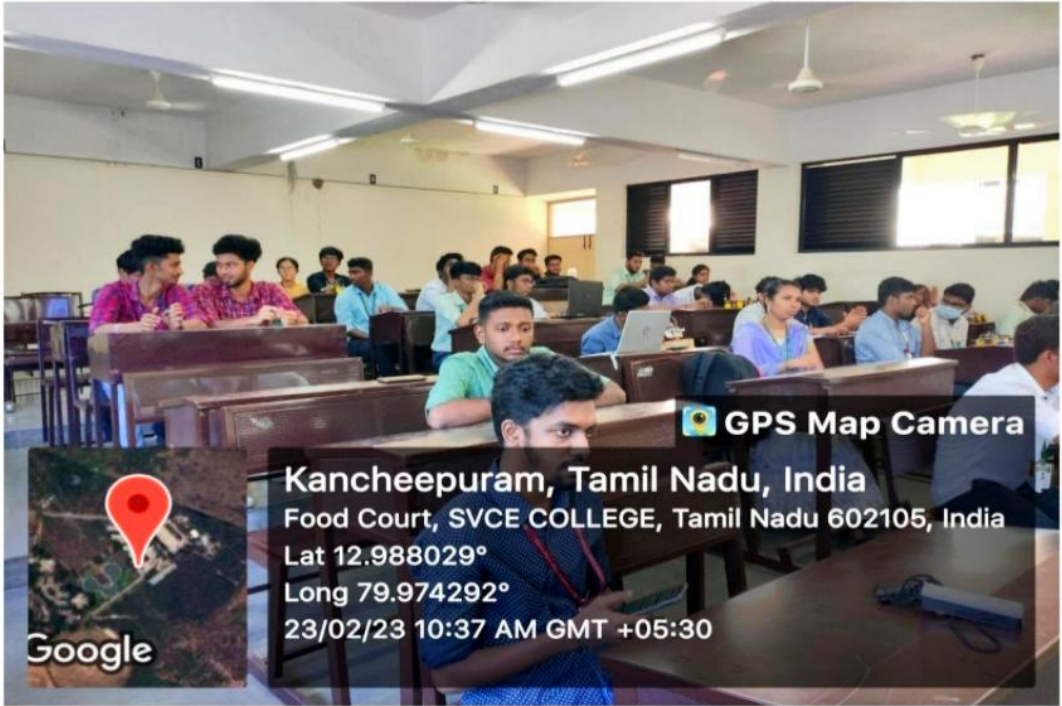 GPS Map Camera
Kancheepuram, Tamil Nadu, India
Food Court, SVCE COLLEGE, Tamil Nadu 602105, India
Lat 12.988029°
Long 79.974292°
23/02/23 10:37 AM GMT +05:30
Google